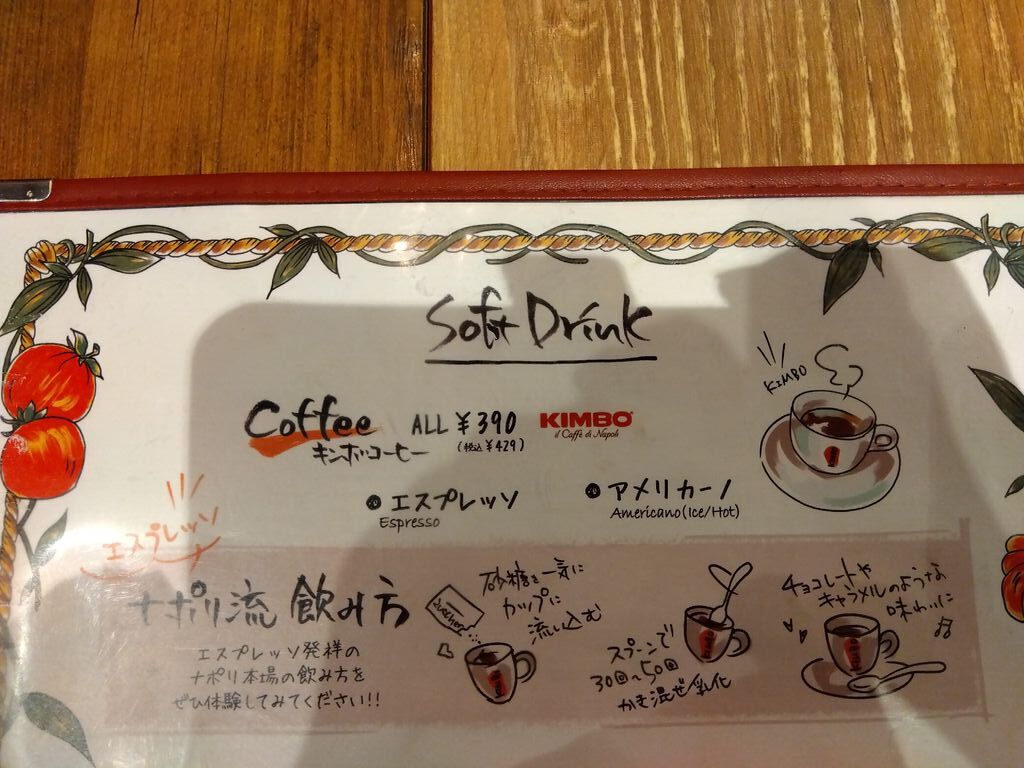 Soft Drink
Coffee ALL ¥390 KIMBO
il Caffè di Napoli
キンボコーヒー (税込¥429)
KIMBO
エスプレッソ アメリカーノ
Espresso Americano (Ice/Hot)
エスプレッソ
ナポリ流 飲み方
エスプレッソ発祥の
ナポリ本場の飲み方を
ぜひ体験してみてください!!
砂糖を一気に
カップに
流し込む
スプーンで
30回〜50回
かき混ぜ乳化
チョコレートや
キャラメルのような
味わいに